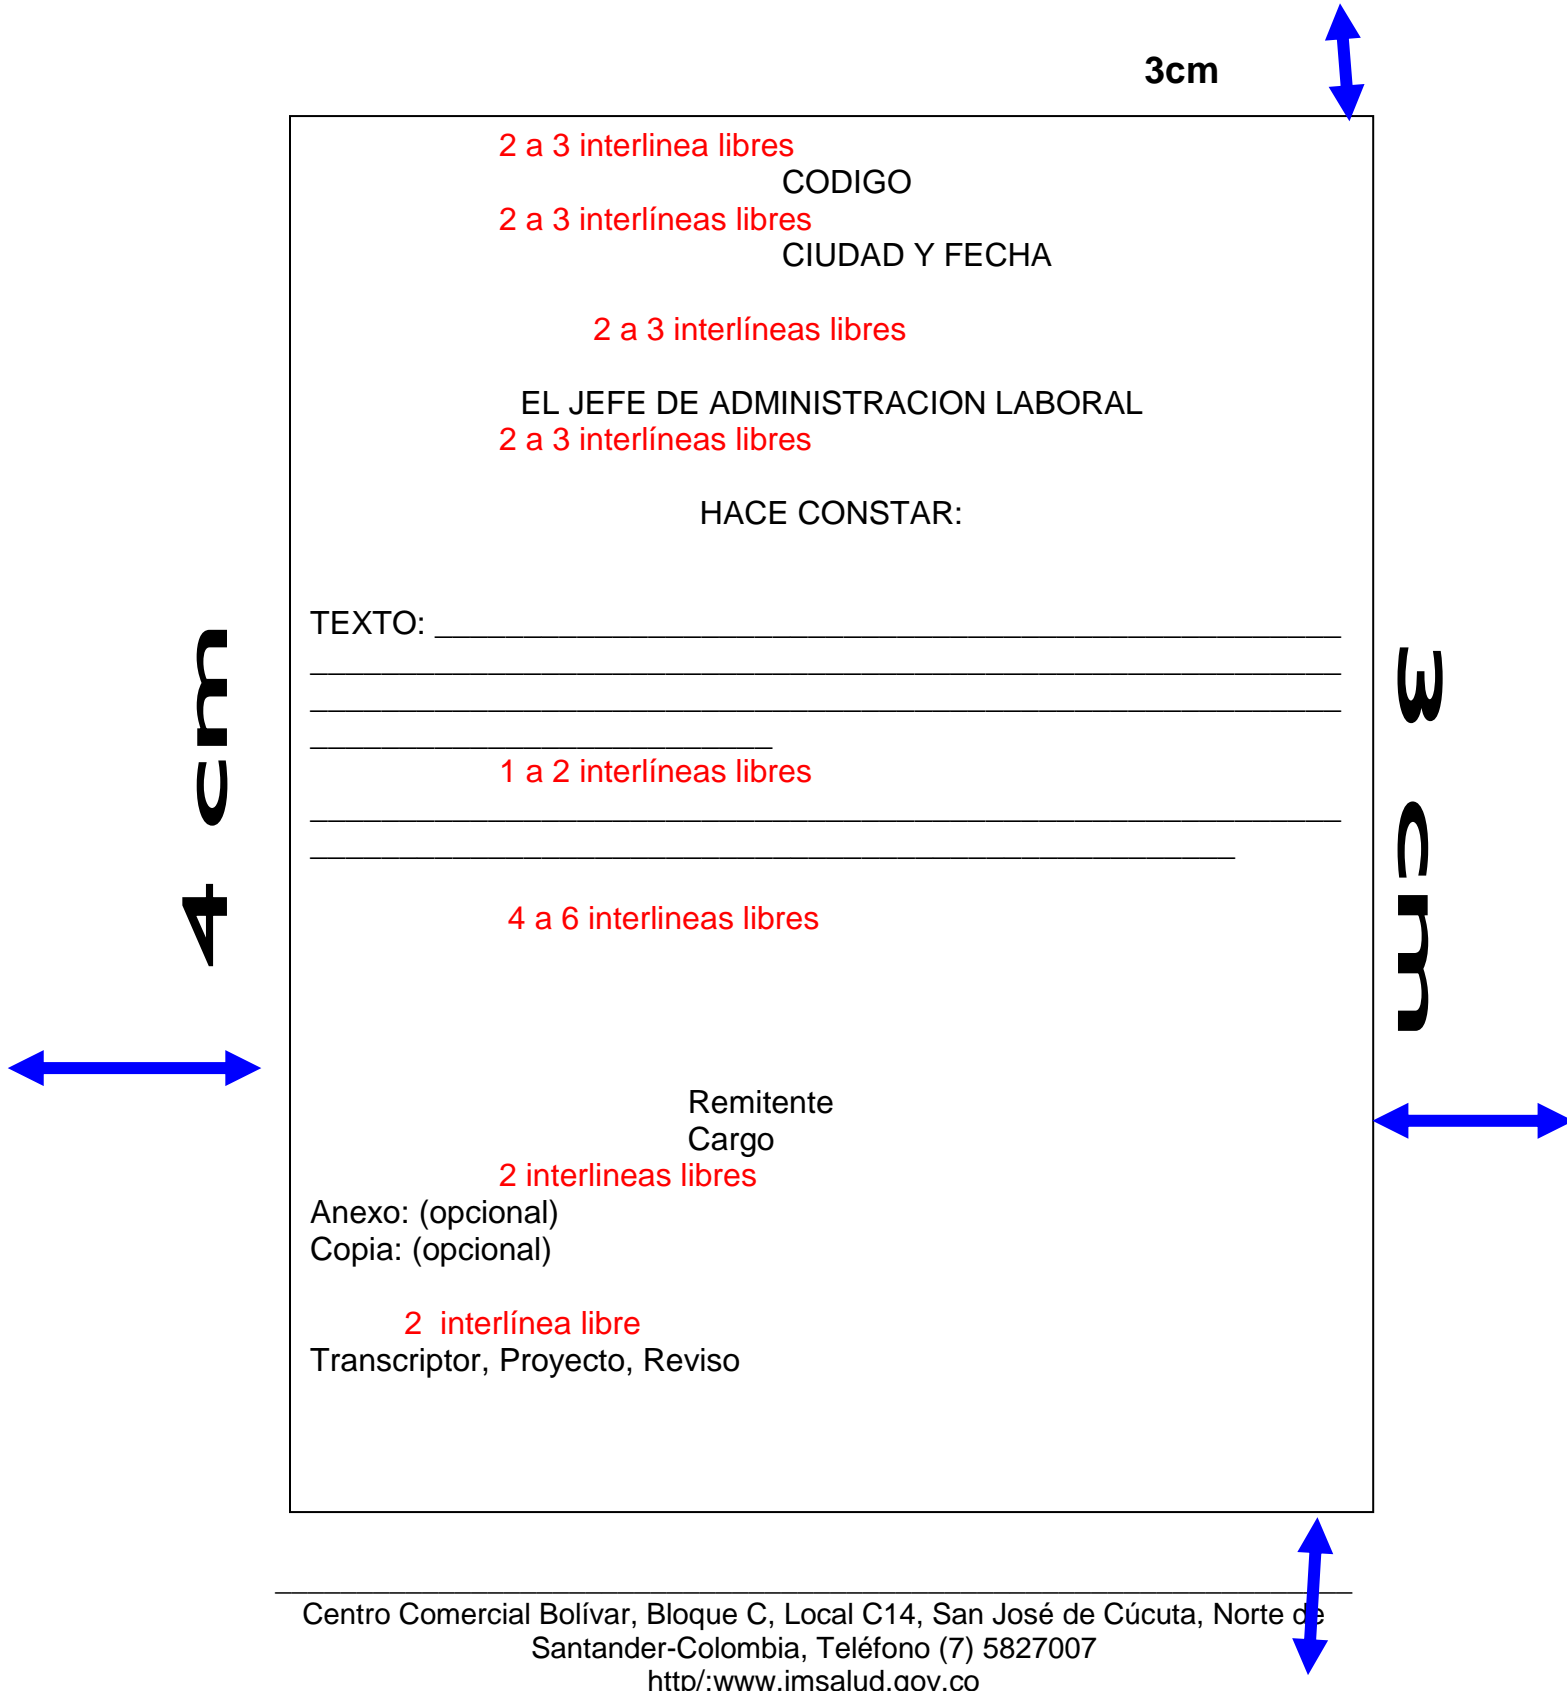 3cm
2 a 3 interlinea libres
CODIGO
2 a 3 interlíneas libres
CIUDAD Y FECHA
2 a 3 interlíneas libres
EL JEFE DE ADMINISTRACION LABORAL
2 a 3 interlíneas libres
HACE CONSTAR:
TEXTO: ___________________________________________________
__________________________________________________________
__________________________________________________________
__________________________
1 a 2 interlíneas libres
__________________________________________________________
____________________________________________________
4 cm
3 cm
4 a 6 interlineas libres
Remitente
Cargo
2 interlineas libres
Anexo: (opcional)
Copia: (opcional)
2  interlínea libre
Transcriptor, Proyecto, Reviso
Centro Comercial Bolívar, Bloque C, Local C14, San José de Cúcuta, Norte de
Santander-Colombia, Teléfono (7) 5827007
http/:www.imsalud.gov.co